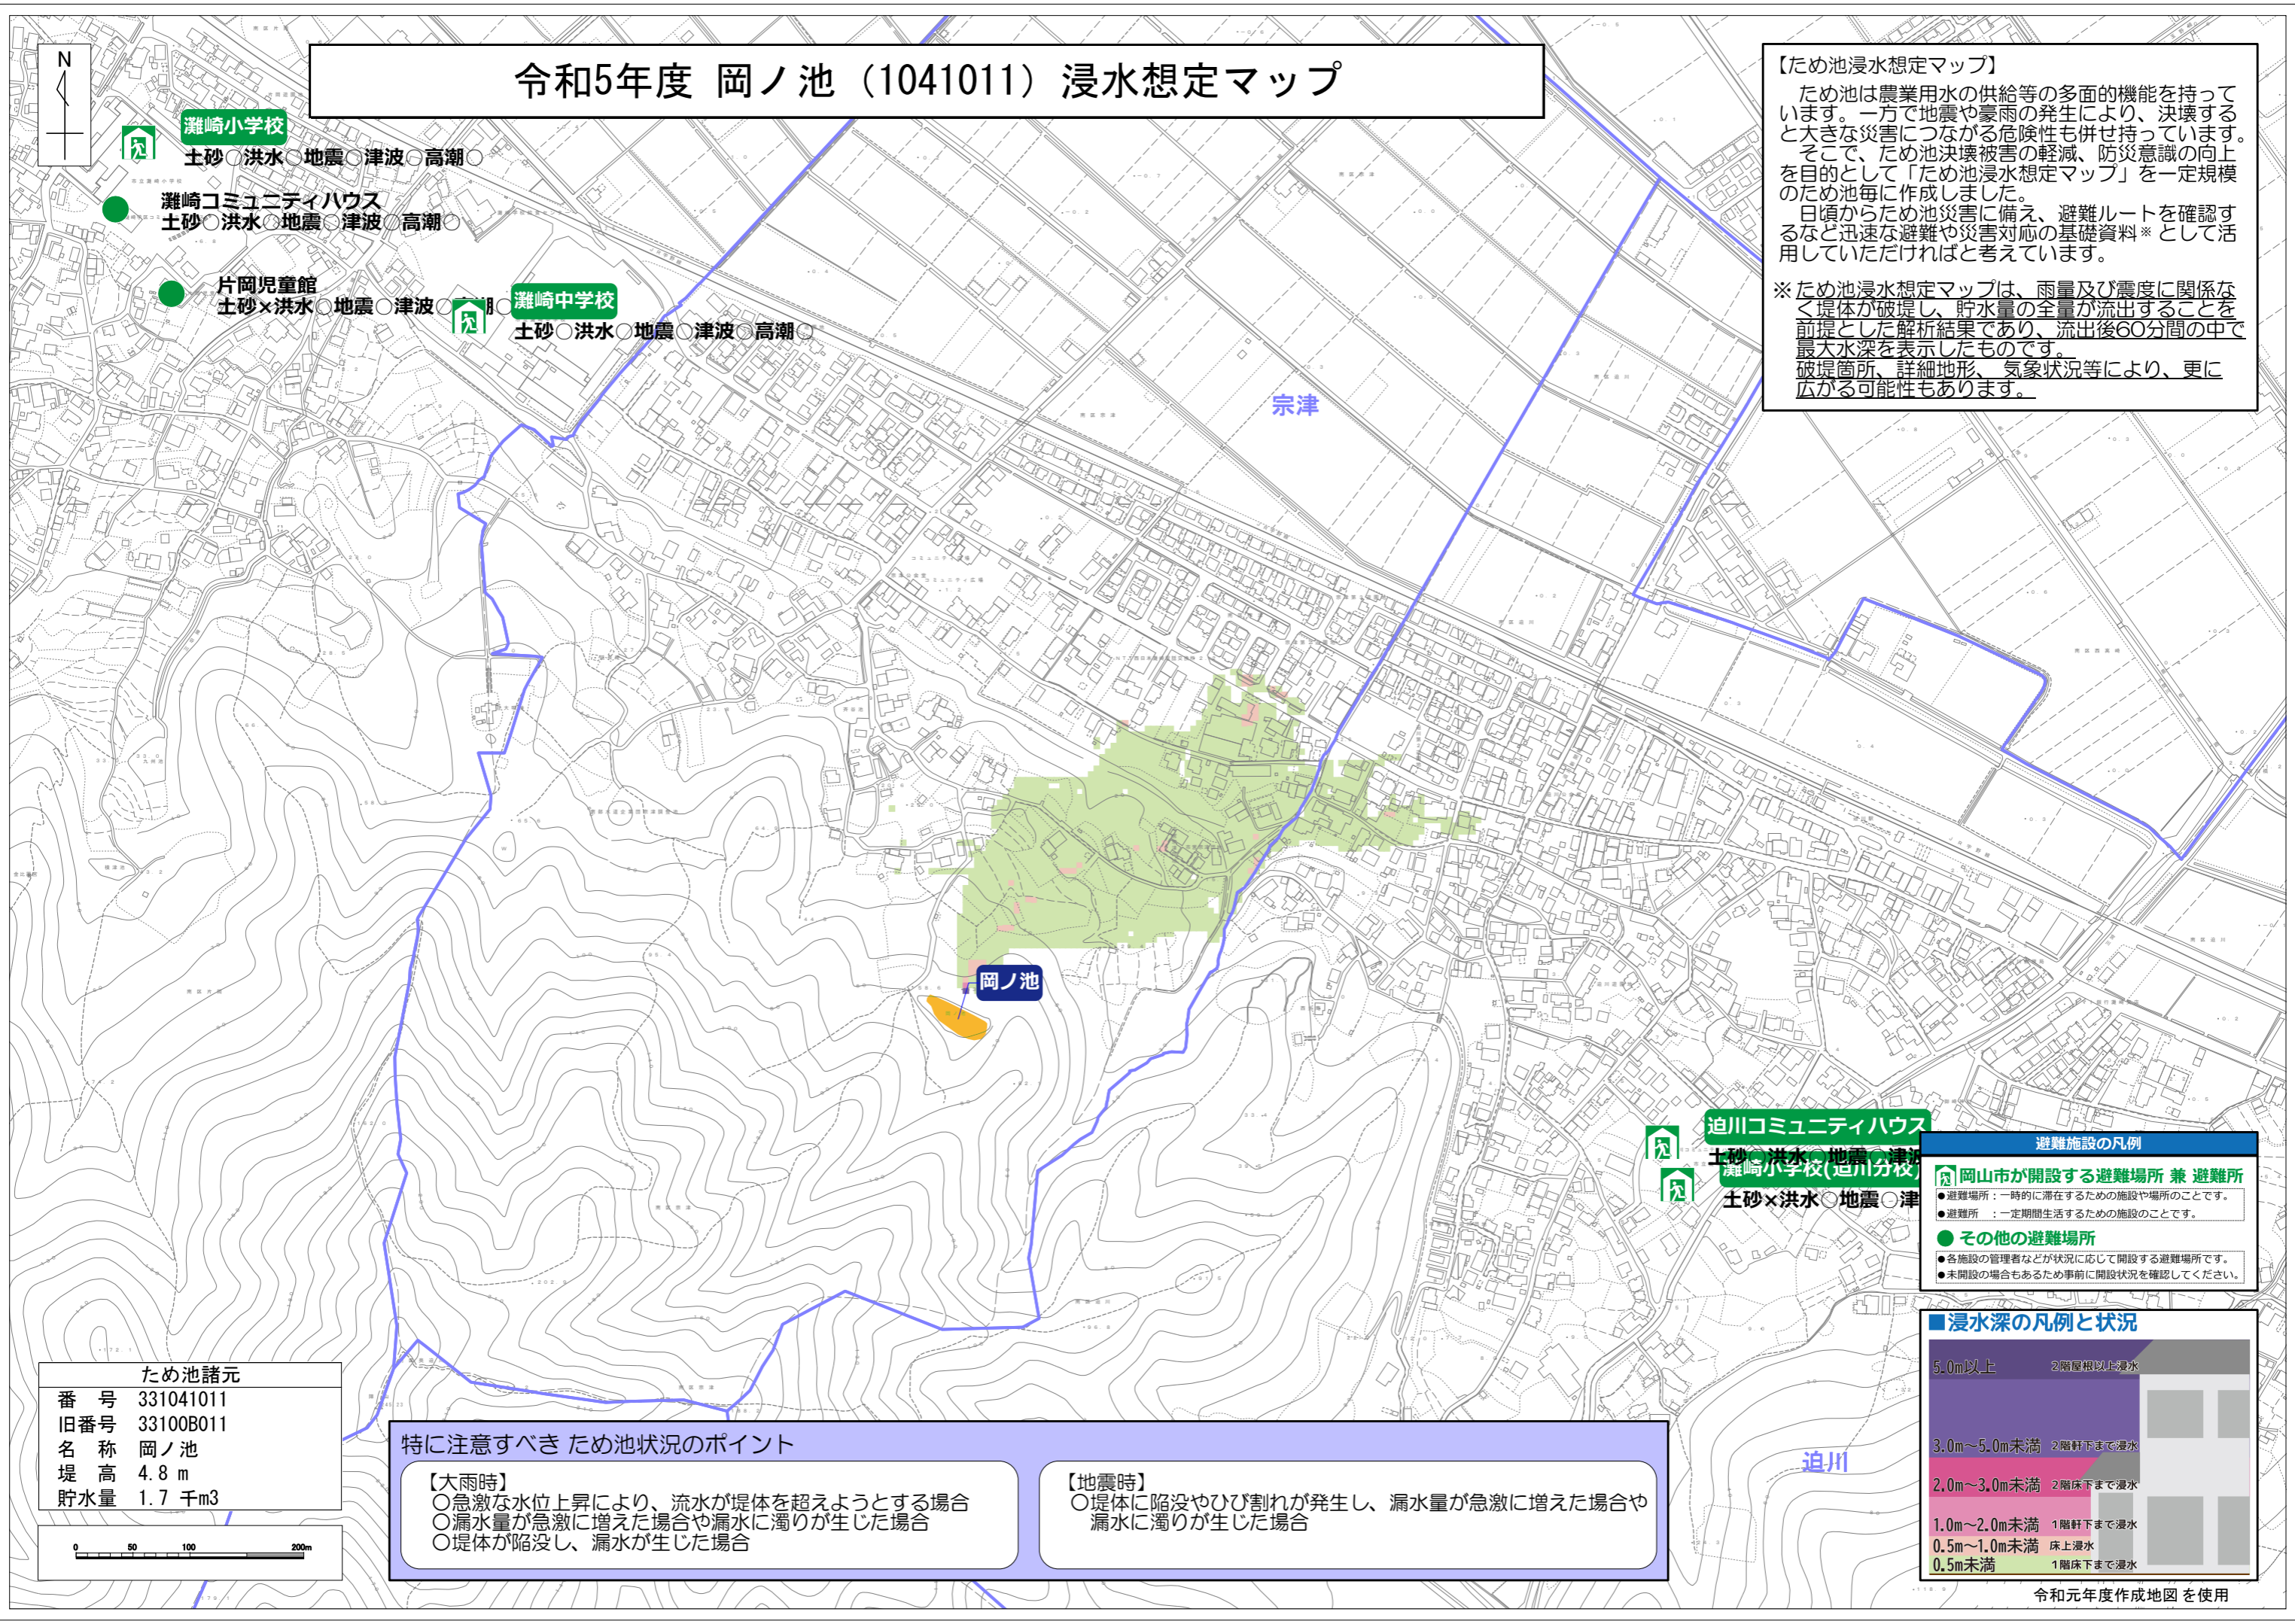 N
令和5年度 岡ノ池（1041011）浸水想定マップ
【ため池浸水想定マップ】
ため池は農業用水の供給等の多面的機能を持って
います。一方で地震や豪雨の発生により、決壊する
と大きな災害につながる危険性も併せ持っています。
そこで、ため池決壊被害の軽減、防災意識の向上
を目的として「ため池浸水想定マップ」を一定規模
のため池毎に作成しました。
日頃からため池災害に備え、避難ルートを確認す
るなど迅速な避難や災害対応の基礎資料※として活
用していただければと考えています。
※ため池浸水想定マップは、雨量及び震度に関係な
く堤体が破堤し、貯水量の全量が流出することを
前提とした解析結果であり、流出後60分間の中で
最大水深を表示したものです。
破堤箇所、詳細地形、気象状況等により、更に
広がる可能性もあります。
灘崎小学校
土砂○洪水○地震○津波○高潮○
灘崎コミュニティハウス
土砂○洪水○地震○津波○高潮○
片岡児童館
土砂×洪水○地震○津波○潮○
灘崎中学校
土砂○洪水○地震○津波○高潮○
宗津
岡ノ池
迫川コミュニティハウス
土砂○洪水○地震○津波
灘崎小学校(迫川分校)
土砂×洪水○地震○津
迫川
避難施設の凡例
岡山市が開設する避難場所 兼 避難所
●避難場所：一時的に滞在するための施設や場所のことです。
●避難所　：一定期間生活するための施設のことです。
● その他の避難場所
●各施設の管理者などが状況に応じて開設する避難場所です。
●未開設の場合もあるため事前に開設状況を確認してください。
■浸水深の凡例と状況
5.0m以上 2階屋根以上浸水
3.0m～5.0m未満 2階軒下まで浸水
2.0m～3.0m未満 2階床下まで浸水
1.0m～2.0m未満 1階軒下まで浸水
0.5m～1.0m未満 床上浸水
0.5m未満 1階床下まで浸水
令和元年度作成地図を使用
ため池諸元
番　号 331041011
旧番号 33100B011
名　称 岡ノ池
堤　高 4.8 m
貯水量 1.7 千m3
0 50 100 200m
特に注意すべき ため池状況のポイント
【大雨時】
○急激な水位上昇により、流水が堤体を超えようとする場合
○漏水量が急激に増えた場合や漏水に濁りが生じた場合
○堤体が陥没し、漏水が生じた場合
【地震時】
○堤体に陥没やひび割れが発生し、漏水量が急激に増えた場合や
漏水に濁りが生じた場合